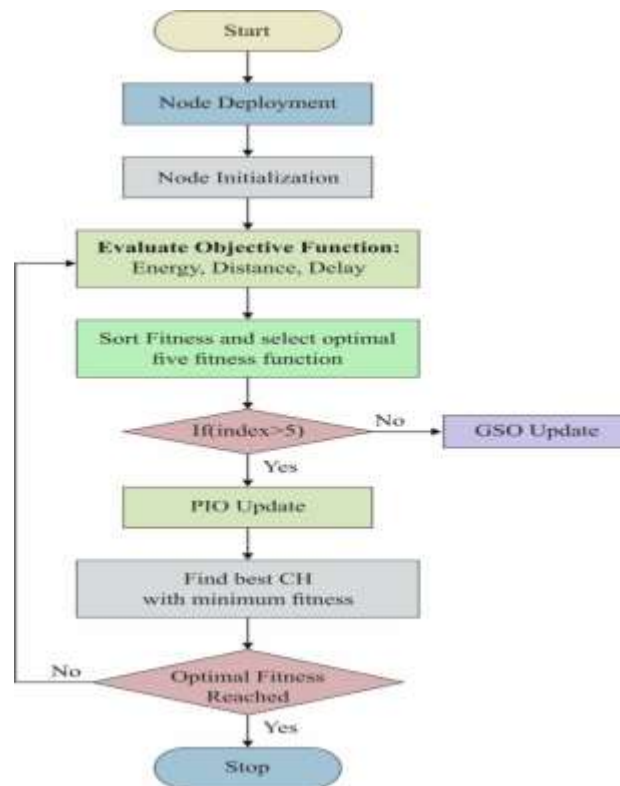 Start
Node Deployment
Node Initialization
Evaluate Objective Function:
Energy, Distance, Delay
Sort Fitness and select optimal
five fitness function
If(index>5)
No
GSO Update
Yes
PIO Update
Find best CH
with minimum fitness
No
Optimal Fitness
Reached
Yes
Stop